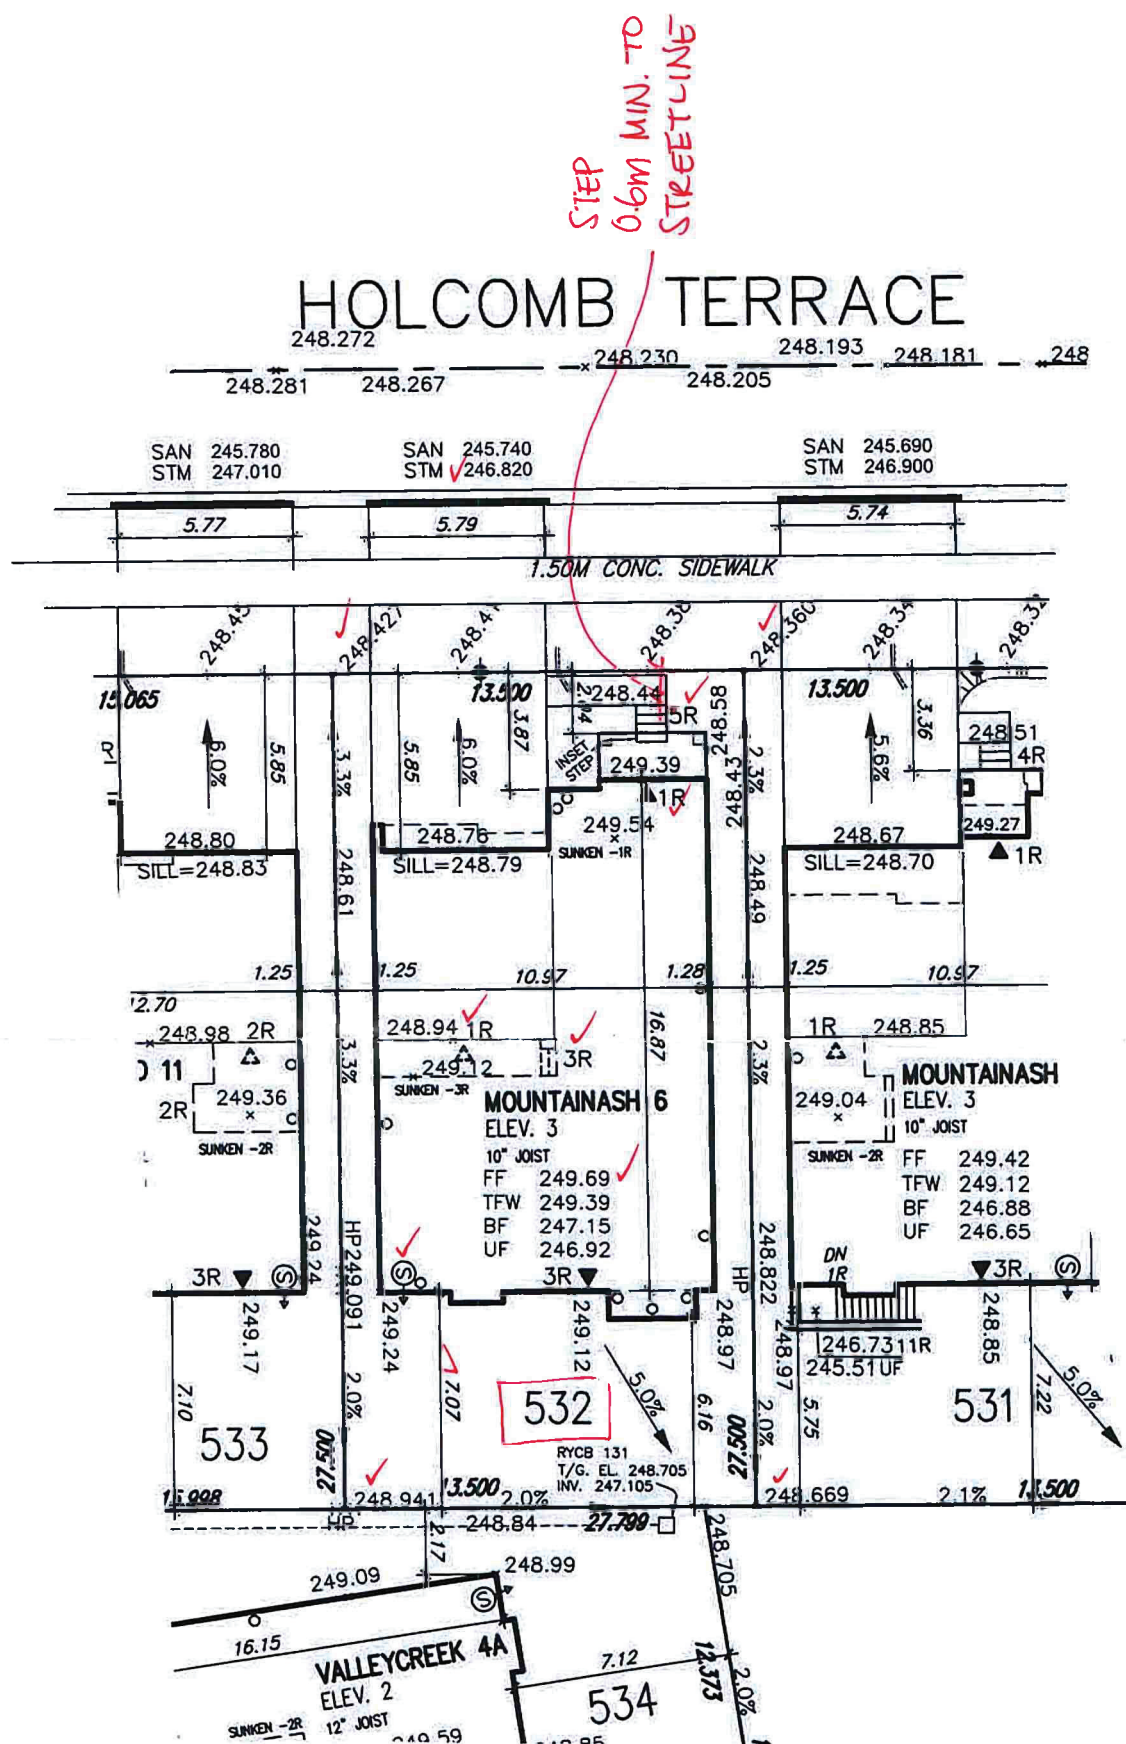 STEP
0.6M MIN. TO
STREETLINE
HOLCOMB TERRACE
248.272
248.230
248.193
248.181
248
248.281
248.267
248.205
SAN 245.780
STM 247.010
SAN 245.740
STM 246.820
SAN 245.690
STM 246.900
5.77
5.79
5.74
1.50M CONC. SIDEWALK
248.427
248.360
15.065
13.500
13.500
248.44
5R
248.58
248.51
4R
6.0%
5.85
3.3%
5.85
6.0%
3.87
INSET
STEP
249.39
1R
248.43
2.3%
5.6%
3.36
249.54
SUNKEN -1R
249.27
1R
248.80
SILL=248.83
248.76
SILL=248.79
248.67
SILL=248.70
248.61
248.49
1.25
1.25
10.97
1.28
1.25
10.97
12.70
248.98
2R
248.94
1R
3R
249.12
SUNKEN -3R
16.87
1R
248.85
11
2R
249.36
SUNKEN -2R
3.3%
2.3%
249.04
SUNKEN -2R
MOUNTAINASH 6
ELEV. 3
10" JOIST
FF 249.69
TFW 249.39
BF 247.15
UF 246.92
MOUNTAINASH
ELEV. 3
10" JOIST
FF 249.42
TFW 249.12
BF 246.88
UF 246.65
249.24
HP249.091
HP
248.822
DN
1R
3R
S
S
3R
3R
S
249.17
249.24
249.12
248.97
248.97
246.73
11R
245.51UF
248.85
7.10
2.0%
7.07
5.0%
6.16
2.0%
5.75
7.22
5.0%
533
532
531
27.500
27.500
RYCB 131
T/G. EL. 248.705
INV. 247.105
15.998
248.941
13.500
2.0%
248.669
2.1%
13.500
248.84
27.799
2.17
248.705
249.09
248.99
S
16.15
VALLEYCREEK 4A
ELEV. 2
12" JOIST
SUNKEN -2R
7.12
534
12.373
2.0%